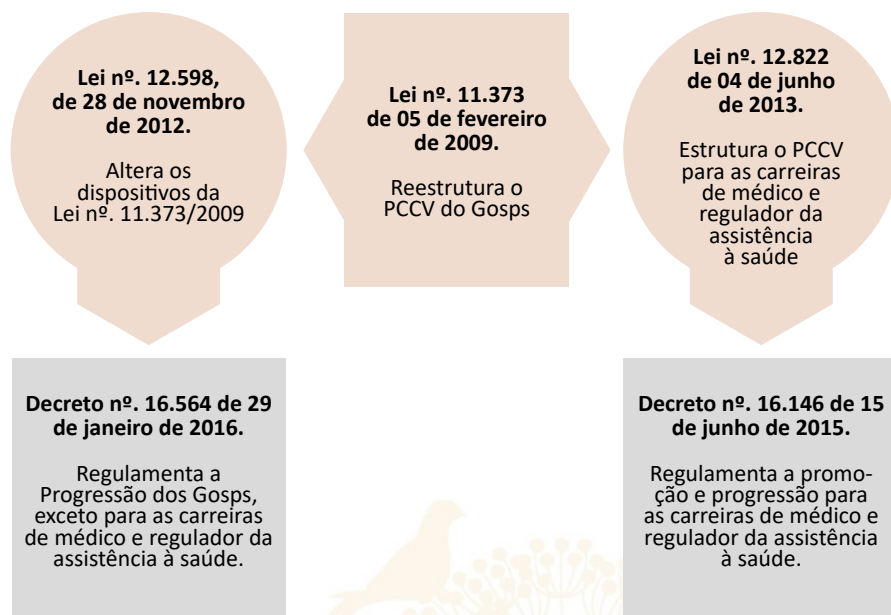 Lei nº. 12.598,
de 28 de novembro
de 2012.
Altera os
dispositivos da
Lei nº. 11.373/2009
Lei nº. 11.373
de 05 de fevereiro
de 2009.
Reestrutura o
PCCV do Gosps
Lei nº. 12.822
de 04 de junho
de 2013.
Estrutura o PCCV
para as carreiras
de médico e
regulador da
assistência
à saúde
Decreto nº. 16.564 de 29
de janeiro de 2016.
Regulamenta a
Progressão dos Gosps,
exceto para as carreiras
de médico e regulador da
assistência à saúde.
Decreto nº. 16.146 de 15
de junho de 2015.
Regulamenta a promo-
ção e progressão para
as carreiras de médico e
regulador da assistência
à saúde.